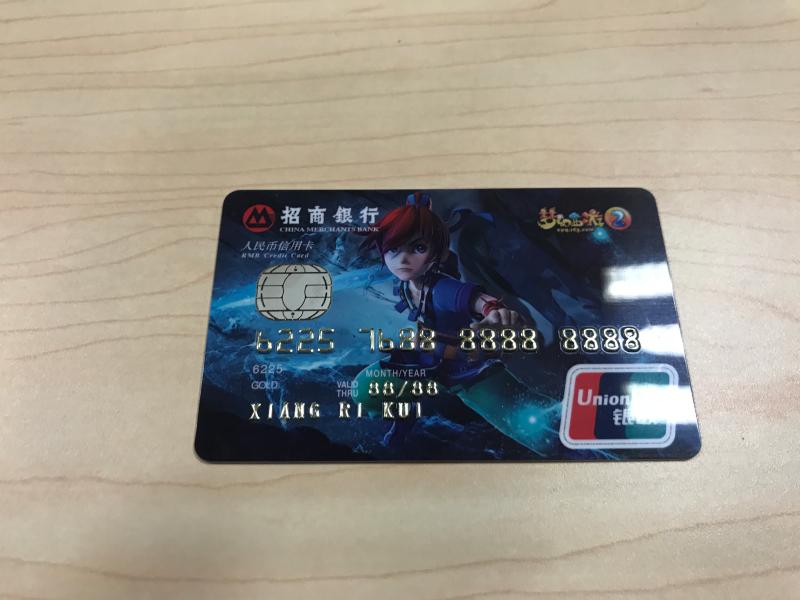 招商银行
CHINA MERCHANTS BANK
梦幻西游2
人民币信用卡
RMB Credit Card
6225 7688 8888 8888
6225
MONTH/YEAR
GOLD
VALID THRU 88/88
XIANG RI KUI
Union
银